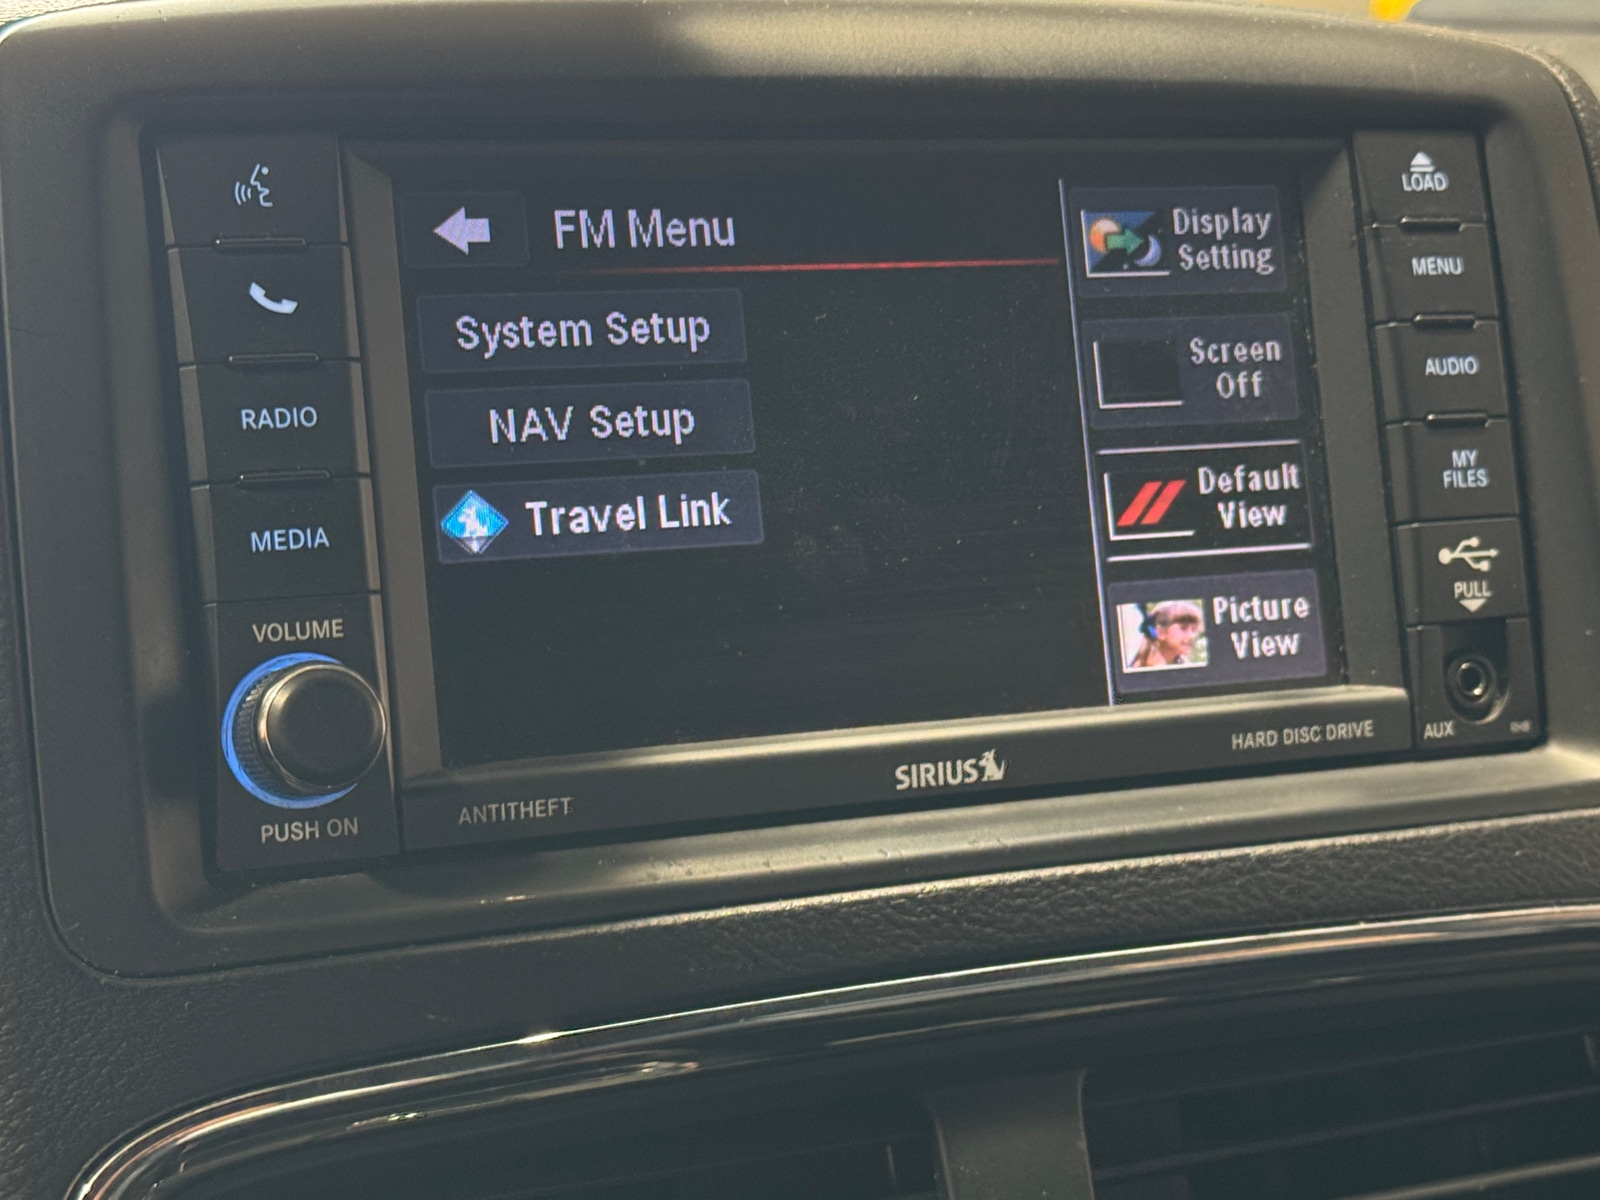 FM Menu
System Setup
NAV Setup
Travel Link
Display
Setting
Screen
Off
Default
View
Picture
View
RADIO
MEDIA
VOLUME
PUSH ON
LOAD
MENU
AUDIO
MY
FILES
PULL
AUX
ANTITHEFT
SIRIUS
HARD DISC DRIVE